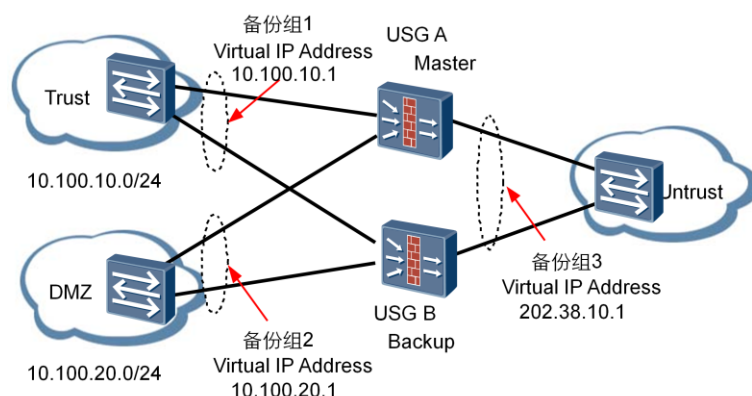 备份组1
Virtual IP Address
10.100.10.1
USG A
Master
Trust
10.100.10.0/24
Untrust
DMZ
10.100.20.0/24
备份组2
Virtual IP Address
10.100.20.1
USG B
Backup
备份组3
Virtual IP Address
202.38.10.1